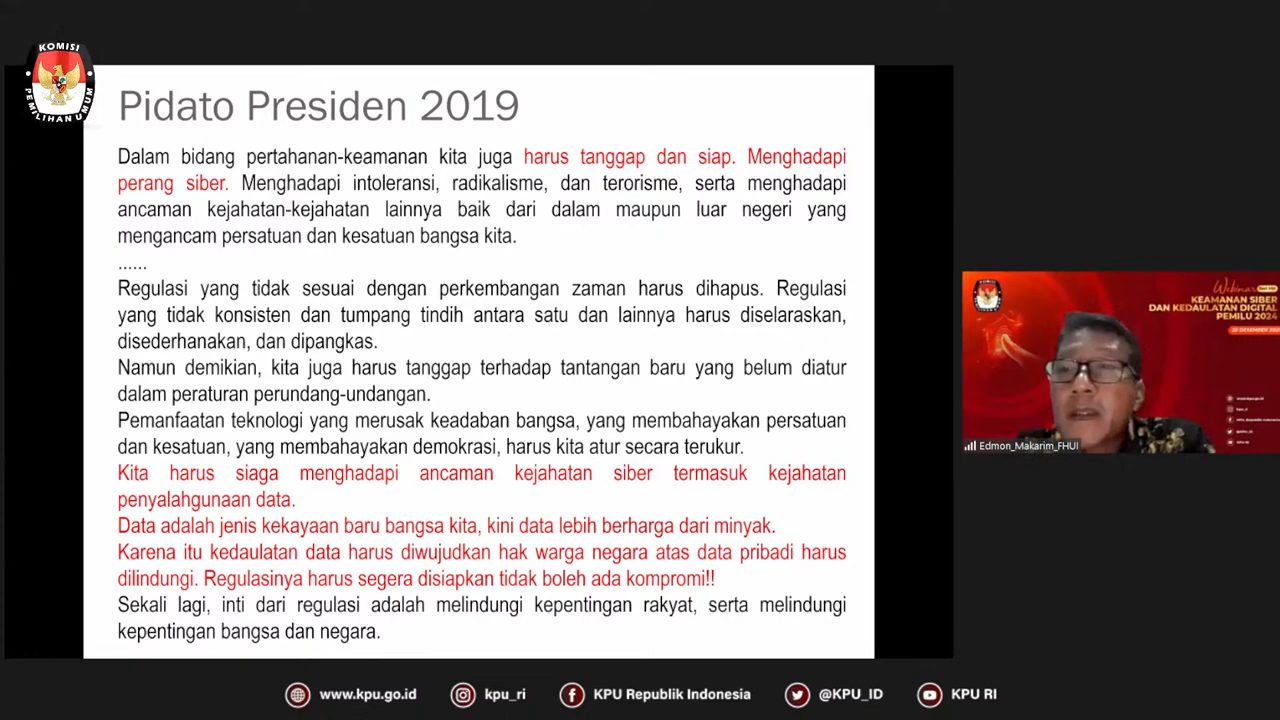 KOMISI
PEMILIHAN UMUM
Pidato Presiden 2019
Dalam bidang pertahanan-keamanan kita juga harus tanggap dan siap. Menghadapi
perang siber. Menghadapi intoleransi, radikalisme, dan terorisme, serta menghadapi
ancaman kejahatan-kejahatan lainnya baik dari dalam maupun luar negeri yang
mengancam persatuan dan kesatuan bangsa kita.
......
Regulasi yang tidak sesuai dengan perkembangan zaman harus dihapus. Regulasi
yang tidak konsisten dan tumpang tindih antara satu dan lainnya harus diselaraskan,
disederhanakan, dan dipangkas.
Namun demikian, kita juga harus tanggap terhadap tantangan baru yang belum diatur
dalam peraturan perundang-undangan.
Pemanfaatan teknologi yang merusak keadaban bangsa, yang membahayakan persatuan
dan kesatuan, yang membahayakan demokrasi, harus kita atur secara terukur.
Kita harus siaga menghadapi ancaman kejahatan siber termasuk kejahatan
penyalahgunaan data.
Data adalah jenis kekayaan baru bangsa kita, kini data lebih berharga dari minyak.
Karena itu kedaulatan data harus diwujudkan hak warga negara atas data pribadi harus
dilindungi. Regulasinya harus segera disiapkan tidak boleh ada kompromi!!
Sekali lagi, inti dari regulasi adalah melindungi kepentingan rakyat, serta melindungi
kepentingan bangsa dan negara.
Webinar
KEAMANAN SIBER
DAN KEDAULATAN DIGITAL
PEMILU 2024
Edmon_Makarim_FHUI
www.kpu.go.id
kpu_ri
KPU Republik Indonesia
@KPU_ID
KPU RI